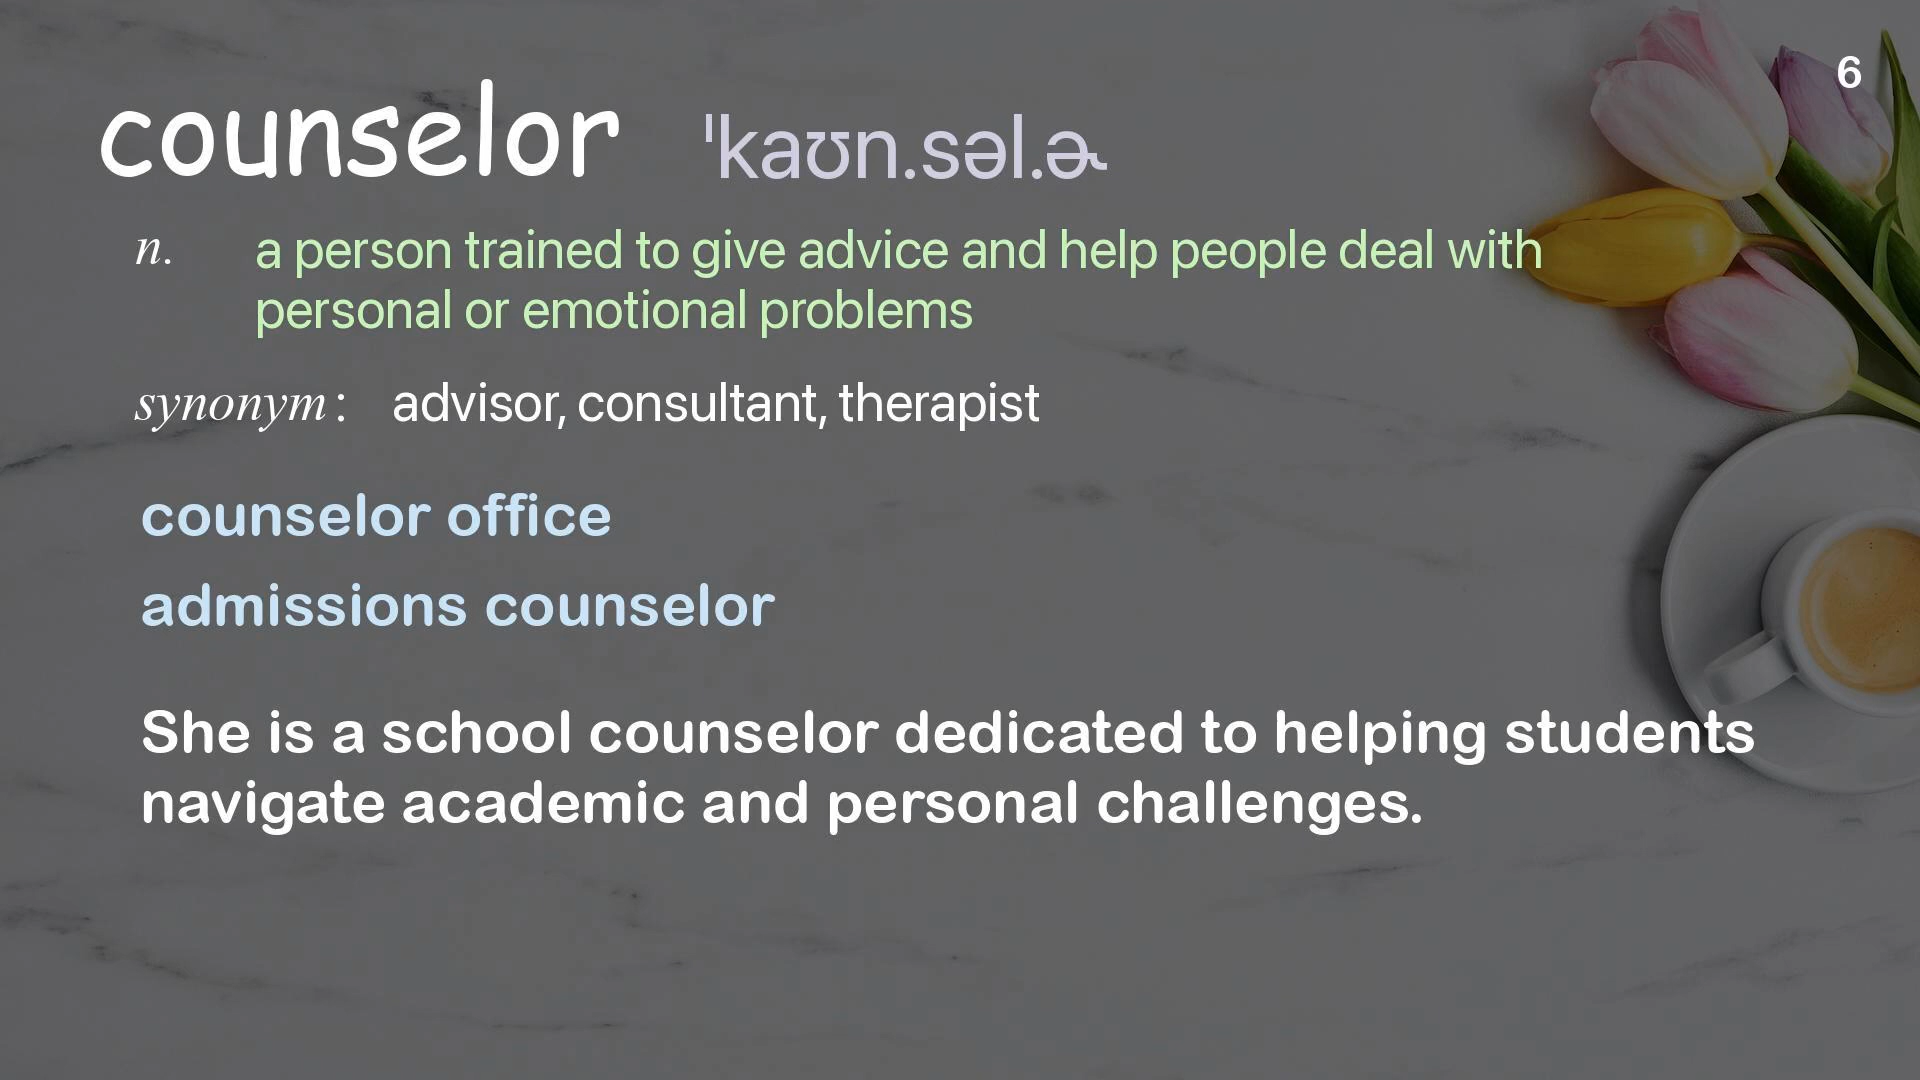 6
counselor ˈkaʊn.səl.ɚ
n. a person trained to give advice and help people deal with
personal or emotional problems
synonym: advisor, consultant, therapist
counselor office
admissions counselor
She is a school counselor dedicated to helping students
navigate academic and personal challenges.